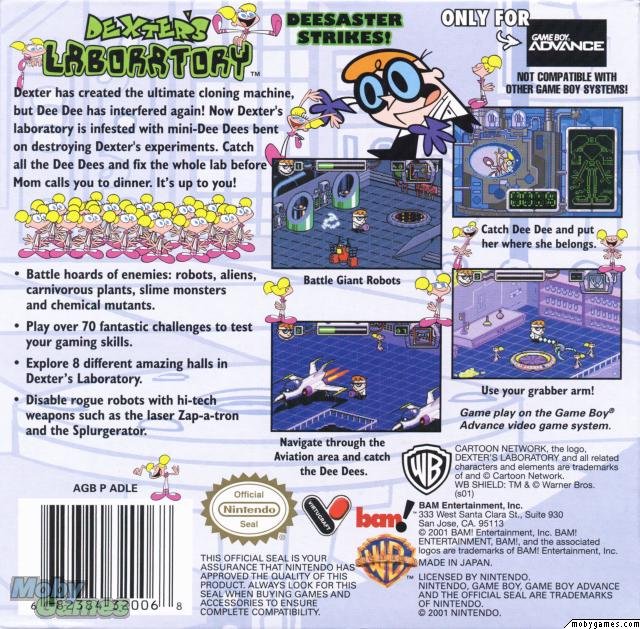 DEXTER'S
LABORATORY™
DEESASTER
STRIKES!
ONLY FOR
GAME BOY
ADVANCE
NOT COMPATIBLE WITH
OTHER GAME BOY SYSTEMS!
Dexter has created the ultimate cloning machine,
but Dee Dee has interfered again! Now Dexter's
laboratory is infested with mini-Dee Dees bent
on destroying Dexter's experiments. Catch
all the Dee Dees and fix the whole lab before
Mom calls you to dinner. It's up to you!
Battle Giant Robots
Catch Dee Dee and put
her where she belongs.
• Battle hoards of enemies: robots, aliens,
carnivorous plants, slime monsters
and chemical mutants.
• Play over 70 fantastic challenges to test
your gaming skills.
• Explore 8 different amazing halls in
Dexter's Laboratory.
• Disable rogue robots with hi-tech
weapons such as the laser Zap-a-tron
and the Splurgerator.
Navigate through the
Aviation area and catch
the Dee Dees.
Use your grabber arm!
Game play on the Game Boy®
Advance video game system.
WB
CARTOON NETWORK, the logo,
DEXTER'S LABORATORY and all related
characters and elements are trademarks
of and © Cartoon Network.
WB SHIELD: TM & © Warner Bros.
(s01)
AGB P ADLE
6 82384 32006 8
Official
Nintendo
Seal
THIS OFFICIAL SEAL IS YOUR
ASSURANCE THAT NINTENDO HAS
APPROVED THE QUALITY OF THIS
PRODUCT. ALWAYS LOOK FOR THIS
SEAL WHEN BUYING GAMES AND
ACCESSORIES TO ENSURE
COMPLETE COMPATIBILITY.
VIRTUCRAFT
bam!
BAM Entertainment, Inc.
333 West Santa Clara St., Suite 930
San Jose, CA. 95113
© 2001 BAM! Entertainment, Inc. BAM!
ENTERTAINMENT, BAM!, and the associated
logos are trademarks of BAM! Entertainment, Inc.
MADE IN JAPAN.
LICENSED BY NINTENDO.
NINTENDO, GAME BOY, GAME BOY ADVANCE
AND THE OFFICIAL SEAL ARE TRADEMARKS
OF NINTENDO.
© 2001 NINTENDO.
Moby
Games
mobygames.com